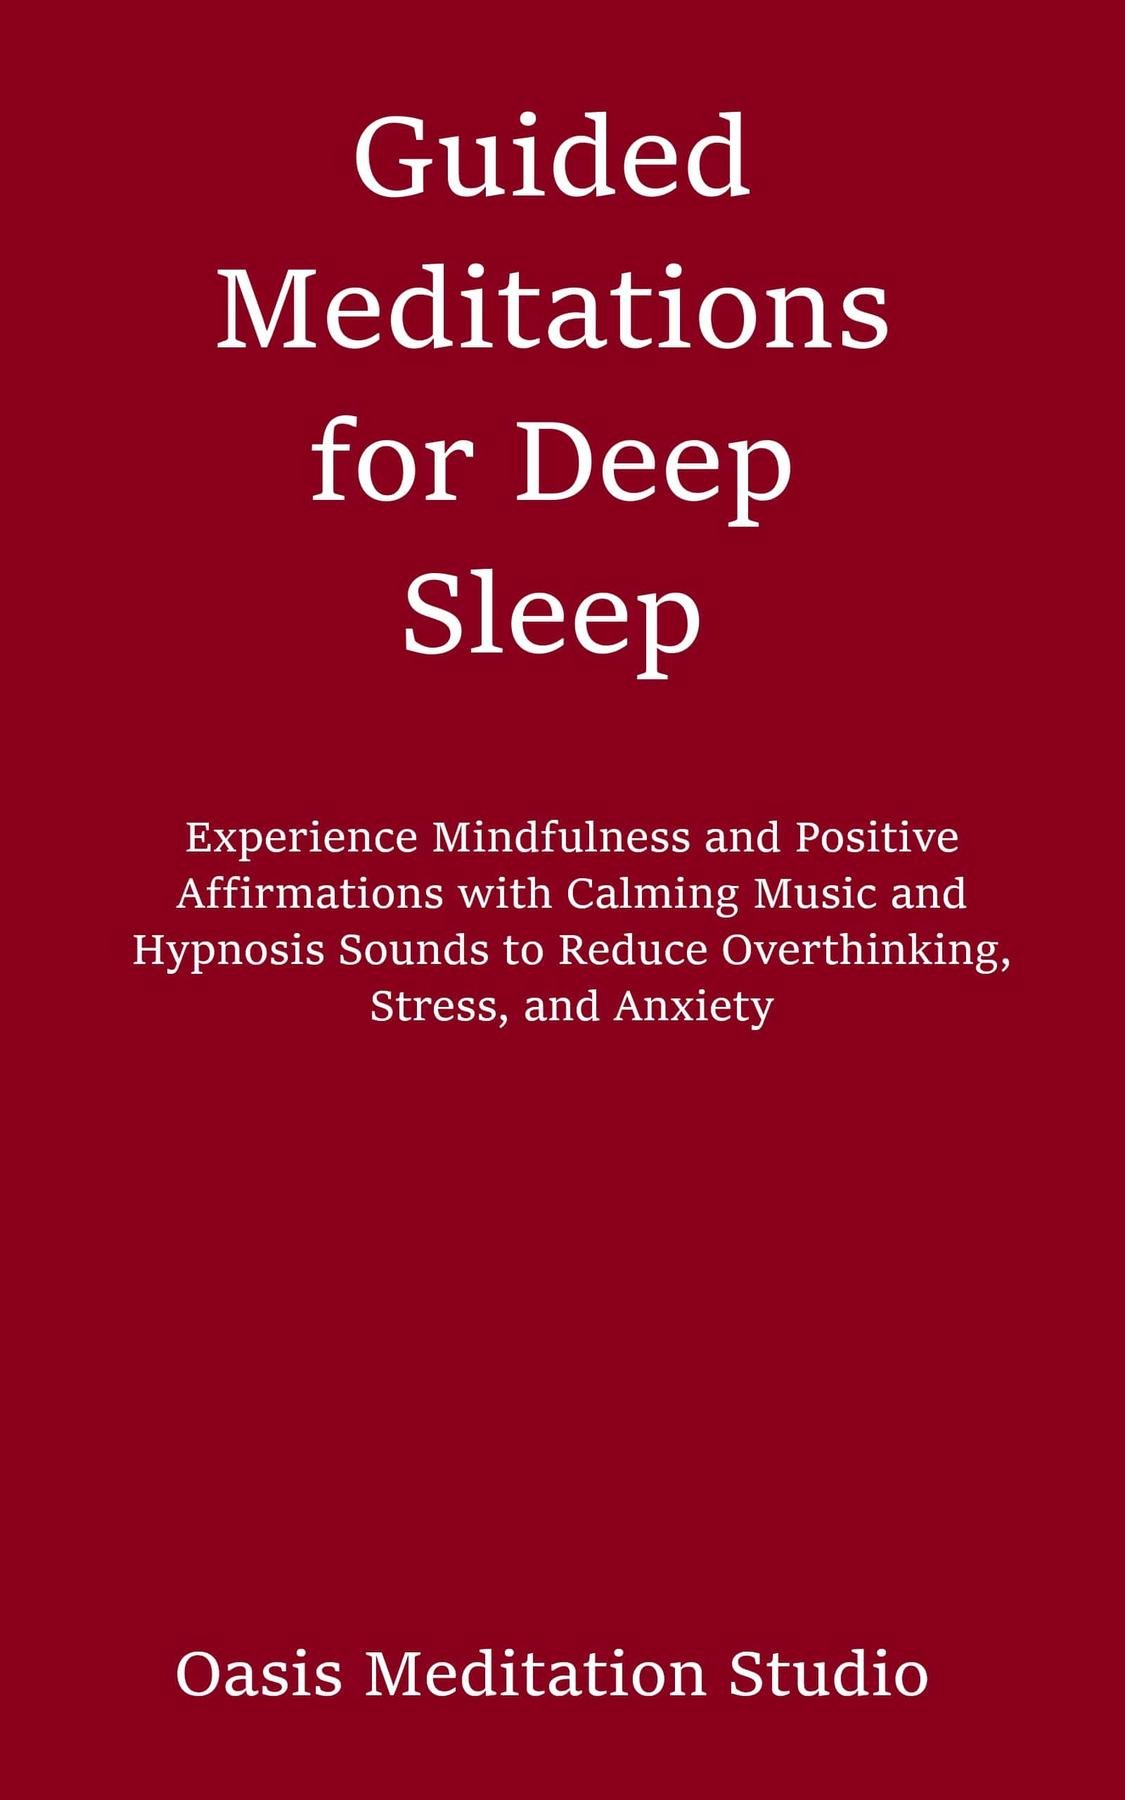 Guided
Meditations
for Deep
Sleep
Experience Mindfulness and Positive
Affirmations with Calming Music and
Hypnosis Sounds to Reduce Overthinking,
Stress, and Anxiety
Oasis Meditation Studio